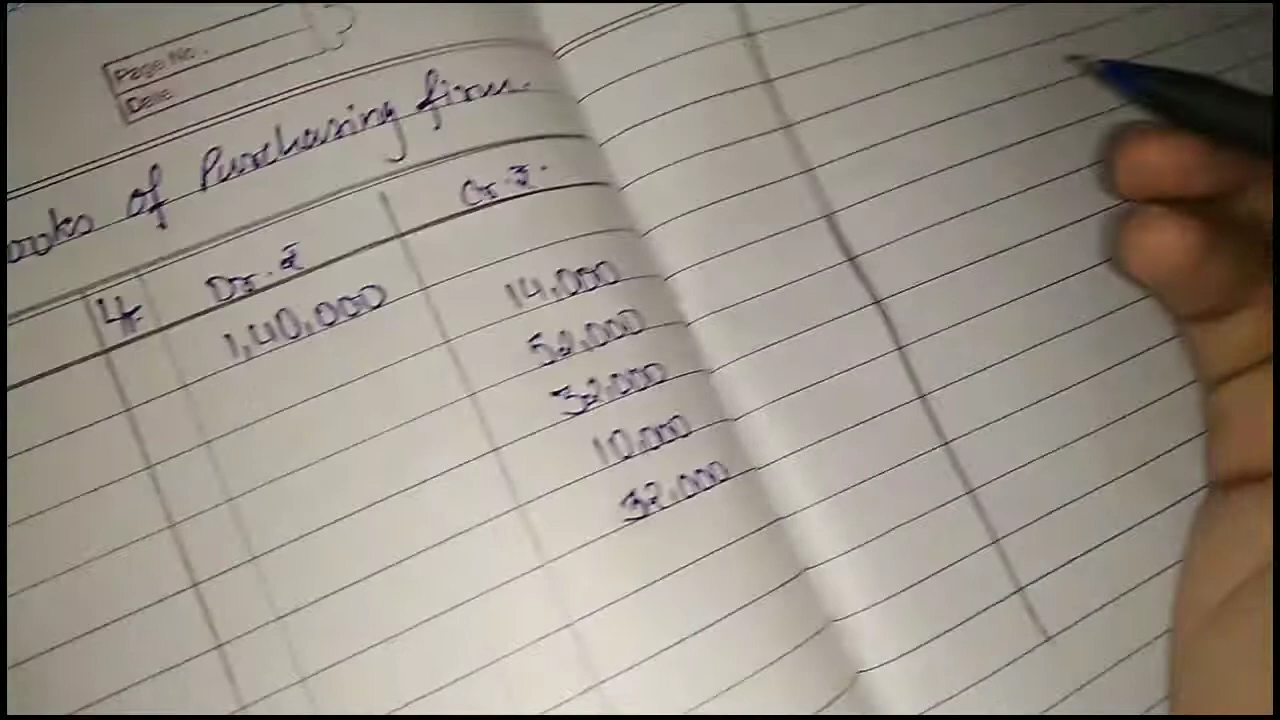 Page No.
Date
ooks of Purchasing firm.
L/F Dr. ₹ Cr. ₹.
1,40,000 14,000
52,000
32,000
10,000
32,000